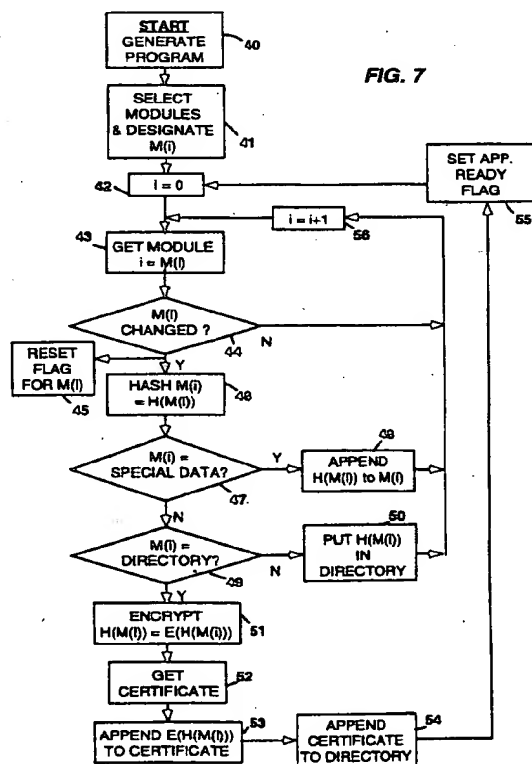 START
GENERATE
PROGRAM
40
FIG. 7
SELECT
MODULES
& DESIGNATE
M(i)
41
SET APP.
READY
FLAG
55
42
i = 0
i = i+1
56
43
GET MODULE
i = M(i)
M(i)
CHANGED ?
44
N
RESET
FLAG
FOR M(i)
45
Y
HASH M(i)
= H(M(i))
46
M(i) =
SPECIAL DATA?
47
Y
48
APPEND
H(M(i)) to M(i)
N
M(i) =
DIRECTORY?
49
N
50
PUT H(M(i))
IN
DIRECTORY
Y
ENCRYPT
H(M(i)) = E(H(M(i)))
51
GET
CERTIFICATE
52
APPEND E(H(M(i)))
TO CERTIFICATE
53
APPEND
CERTIFICATE
TO DIRECTORY
54